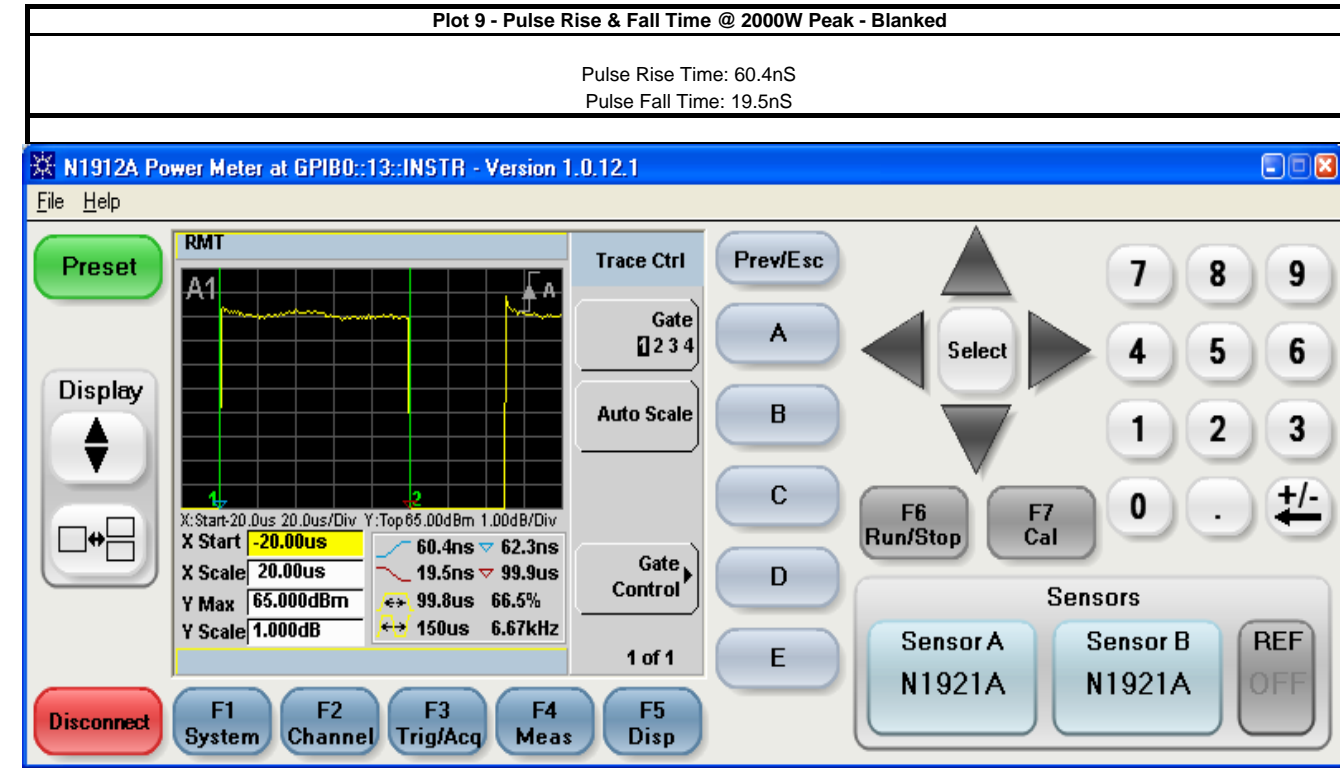 Plot 9 - Pulse Rise & Fall Time @ 2000W Peak - Blanked
Pulse Rise Time: 60.4nS
Pulse Fall Time: 19.5nS
N1912A Power Meter at GPIB0::13::INSTR - Version 1.0.12.1
File Help
Preset
Display
Disconnect
RMT
A1
A
1
2
X:Start-20.0us 20.0us/Div Y:Top65.00dBm 1.00dB/Div
X Start -20.00us
X Scale 20.00us
Y Max 65.000dBm
Y Scale 1.000dB
60.4ns 62.3ns
19.5ns 99.9us
99.8us 66.5%
150us 6.67kHz
Trace Ctrl
Gate
1 2 3 4
Auto Scale
Gate
Control
1 of 1
F1
System
F2
Channel
F3
Trig/Acq
F4
Meas
F5
Disp
Prev/Esc
A
B
C
D
E
Select
F6
Run/Stop
F7
Cal
7 8 9
4 5 6
1 2 3
0 . +/-
Sensors
Sensor A
N1921A
Sensor B
N1921A
REF
OFF